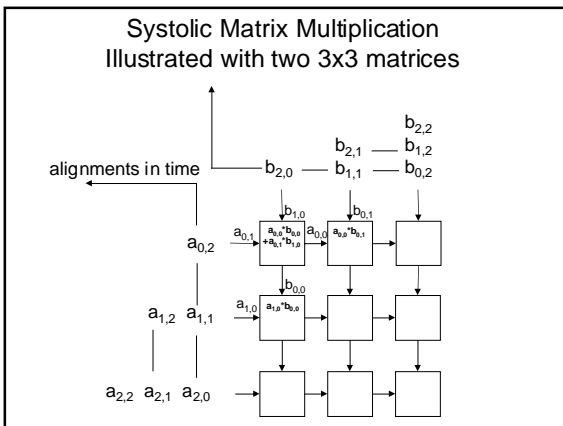 Systolic Matrix Multiplication
Illustrated with two 3x3 matrices
b2,2
b2,1 b1,2
alignments in time b2,0 b1,1 b0,2
b1,0 b0,1
a0,2 a0,1 a0,0*b0,0 a0,0 a0,0*b0,1
+a0,1*b1,0
b0,0
a1,2 a1,1 a1,0 a1,0*b0,0
a2,2 a2,1 a2,0